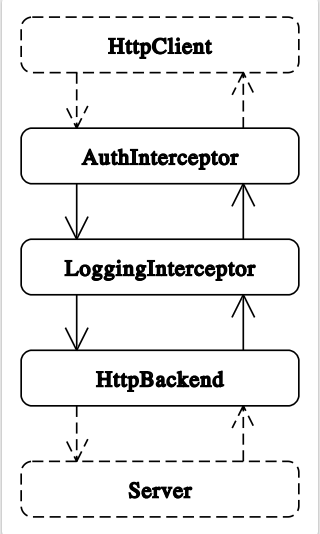 HttpClient
AuthInterceptor
LoggingInterceptor
HttpBackend
Server